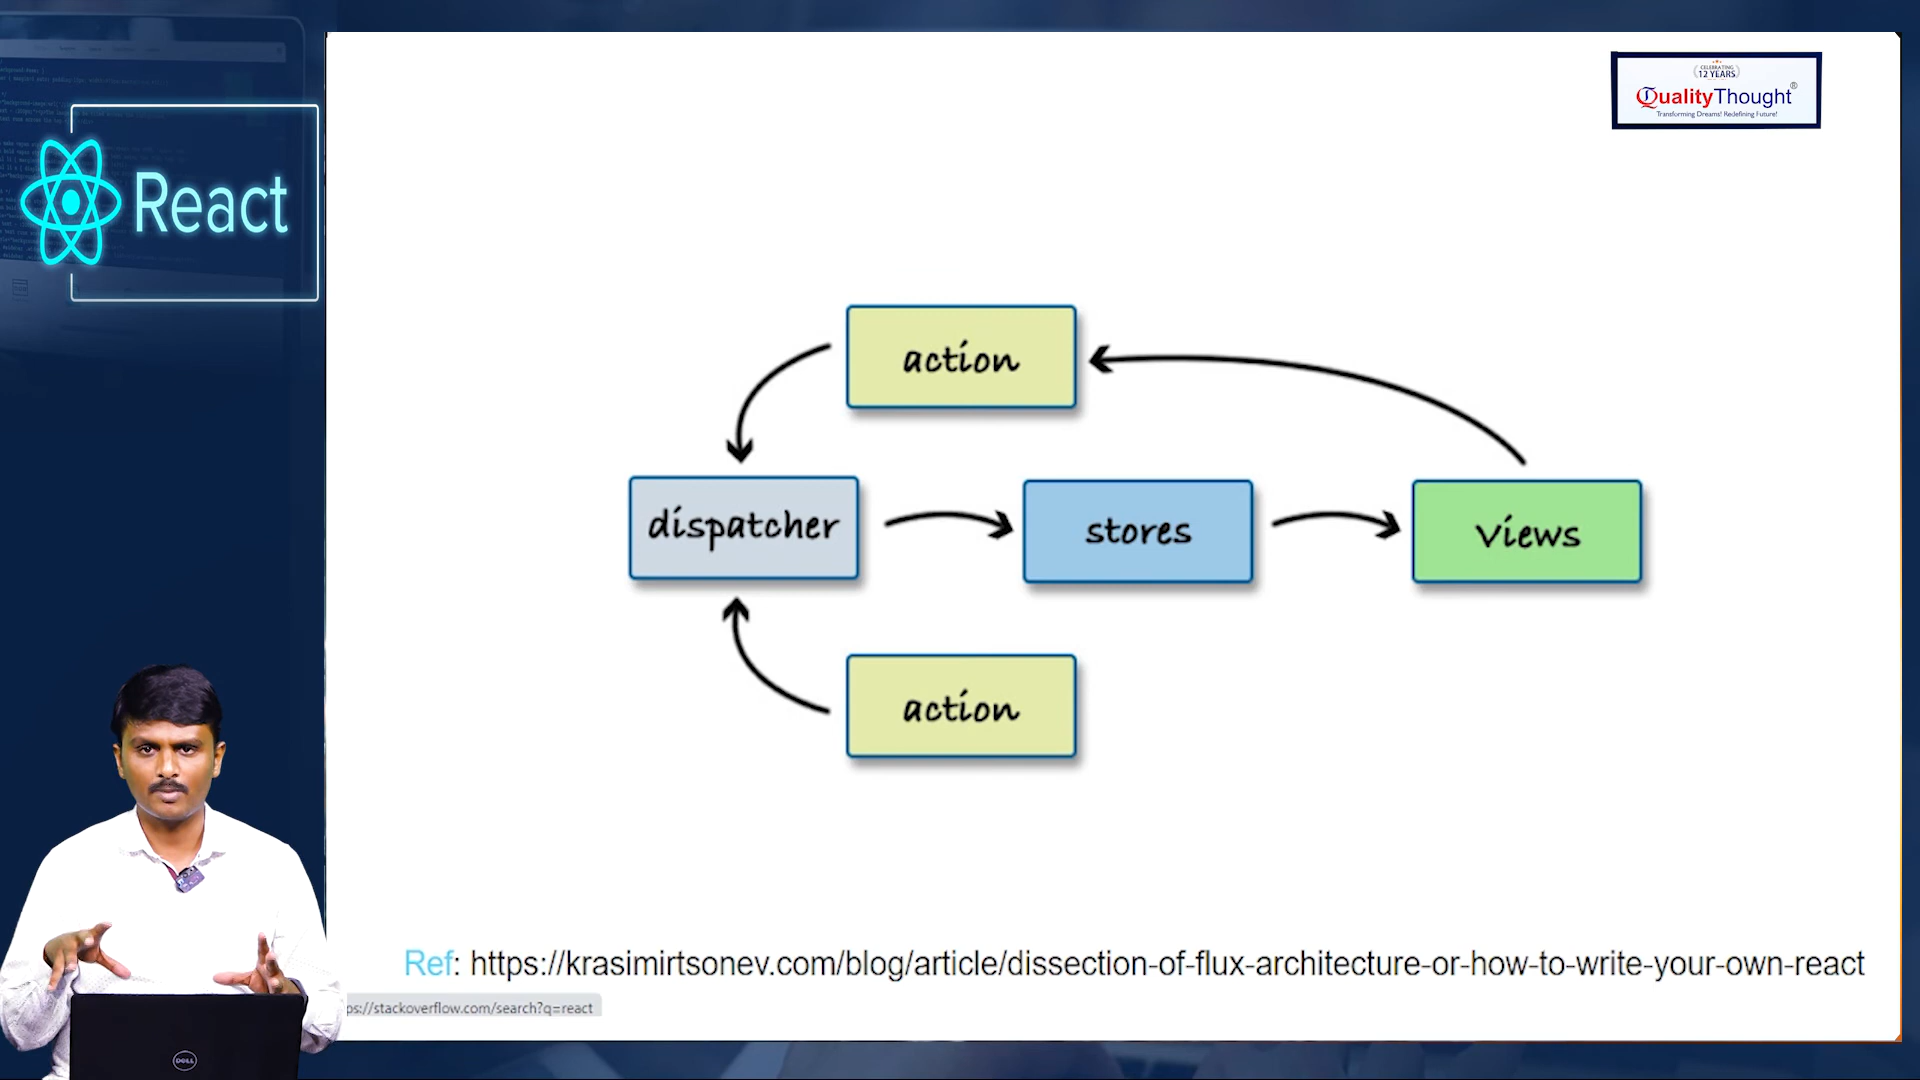 React
CELEBRATING
12 YEARS
QualityThought®
Transforming Dreams! Redefining Future!
action
dispatcher
stores
views
action
Ref: https://krasimirtsonev.com/blog/article/dissection-of-flux-architecture-or-how-to-write-your-own-react
ps://stackoverflow.com/search?q=react
DELL